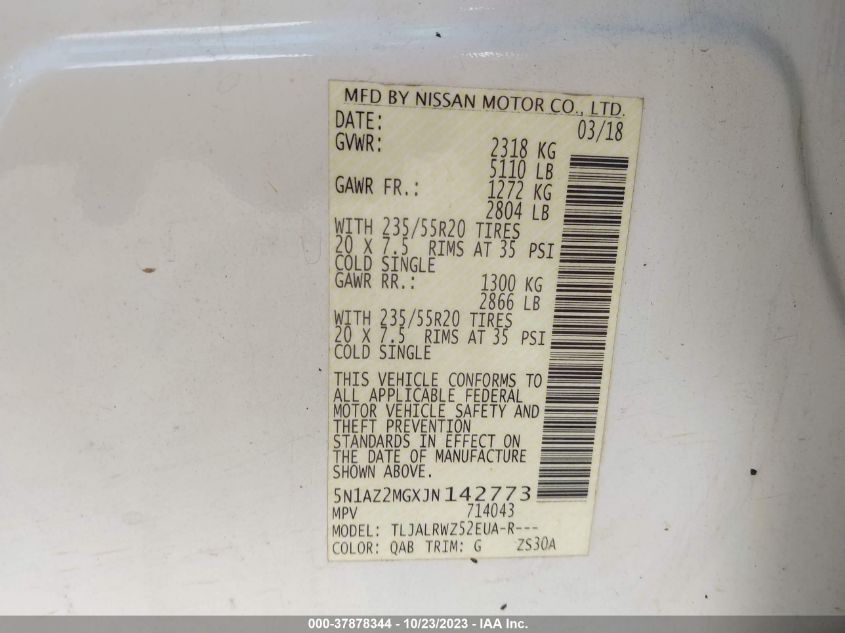 MFD BY NISSAN MOTOR CO., LTD.
DATE: 03/18
GVWR: 2318 KG
5110 LB
GAWR FR.: 1272 KG
2804 LB
WITH 235/55R20 TIRES
20 X 7.5 RIMS AT 35 PSI
COLD SINGLE
GAWR RR.: 1300 KG
2866 LB
WITH 235/55R20 TIRES
20 X 7.5 RIMS AT 35 PSI
COLD SINGLE
THIS VEHICLE CONFORMS TO
ALL APPLICABLE FEDERAL
MOTOR VEHICLE SAFETY AND
THEFT PREVENTION
STANDARDS IN EFFECT ON
THE DATE OF MANUFACTURE
SHOWN ABOVE.
5N1AZ2MGXJN142773
MPV 714043
MODEL: TLJALRWZ52EUA-R---
COLOR: QAB TRIM: G ZS30A
000-37878344 - 10/23/2023 - IAA Inc.